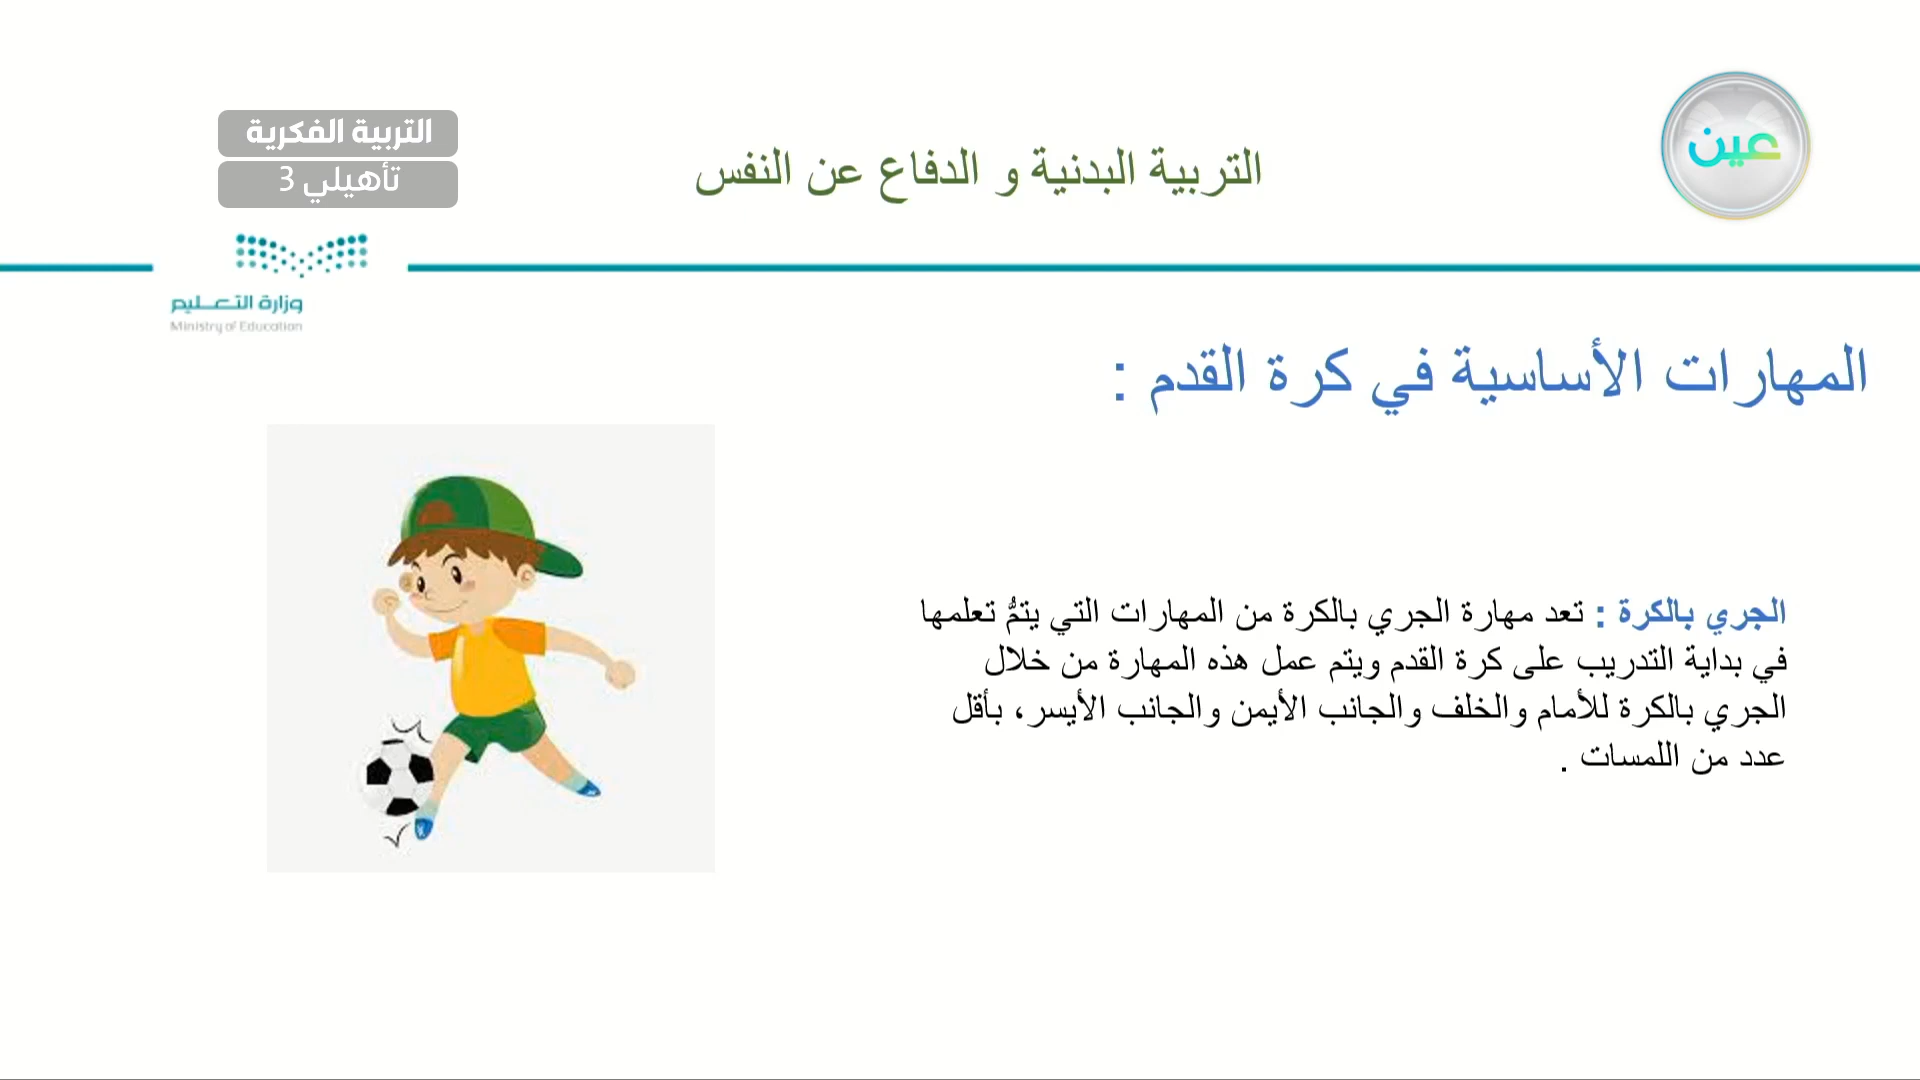 التربية الفكرية
تأهيلي 3
التربية البدنية و الدفاع عن النفس
عين
وزارة التعليم
Ministry of Education
المهارات الأساسية في كرة القدم :
الجري بالكرة : تعد مهارة الجري بالكرة من المهارات التي يتمُّ تعلمها
في بداية التدريب على كرة القدم ويتم عمل هذه المهارة من خلال
الجري بالكرة للأمام والخلف والجانب الأيمن والجانب الأيسر، بأقل
عدد من اللمسات .